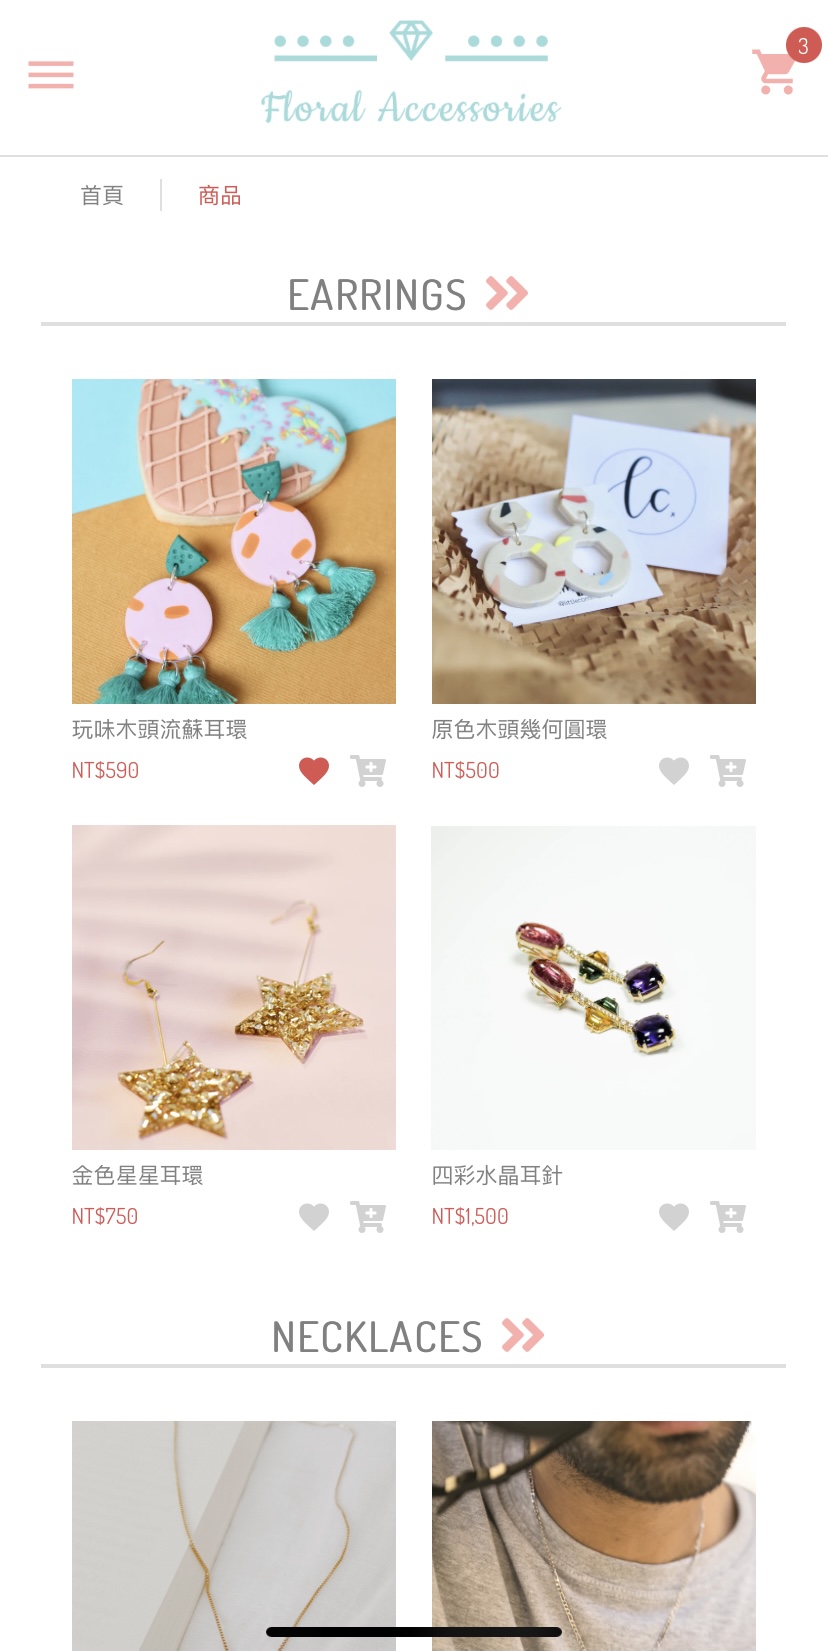 3
Floral Accessories
首頁
商品
EARRINGS
lc
玩味木頭流蘇耳環
NT$590
原色木頭幾何圓環
NT$500
金色星星耳環
NT$750
四彩水晶耳針
NT$1,500
NECKLACES